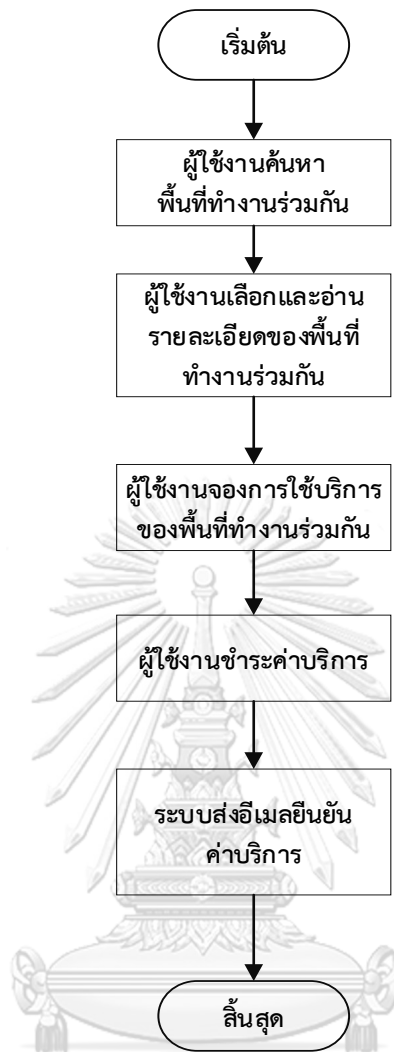 เริ่มต้น
ผู้ใช้งานค้นหา
พื้นที่ทำงานร่วมกัน
ผู้ใช้งานเลือกและอ่าน
รายละเอียดของพื้นที่
ทำงานร่วมกัน
ผู้ใช้งานจองการใช้บริการ
ของพื้นที่ทำงานร่วมกัน
ผู้ใช้งานชำระค่าบริการ
ระบบส่งอีเมลยืนยัน
ค่าบริการ
สิ้นสุด